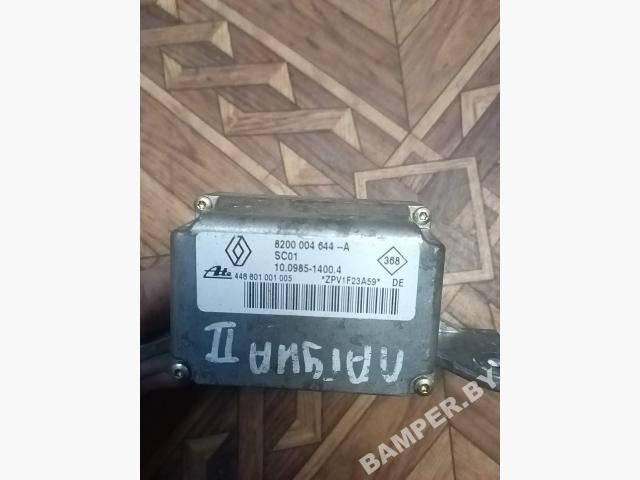 8200 004 644 --A
SC01
368
10.0985-1400.4
Ate 446 601 001 005 *ZPV1F23A59* DE
ЛАГУНА II
BAMPER.BY